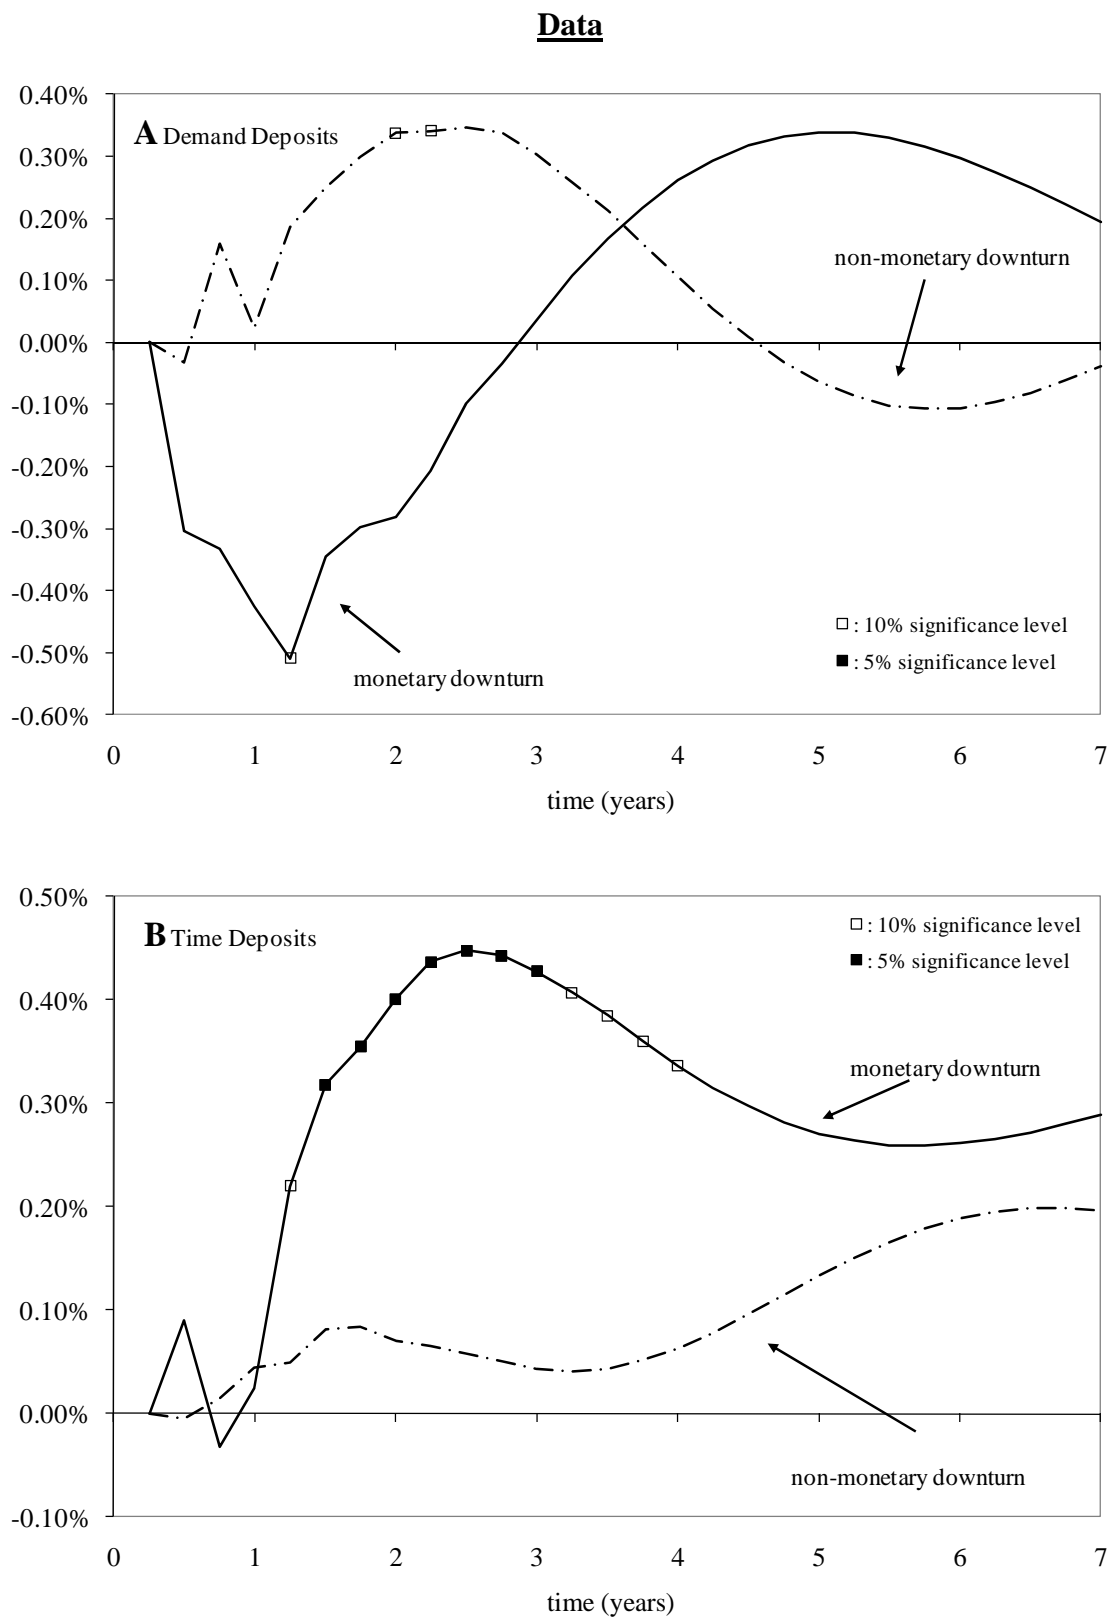 Data
0.40%
0.30%
0.20%
0.10%
0.00%
-0.10%
-0.20%
-0.30%
-0.40%
-0.50%
-0.60%
A Demand Deposits
non-monetary downturn
□ : 10% significance level
■ : 5% significance level
monetary downturn
0 1 2 3 4 5 6 7
time (years)
0.50%
0.40%
0.30%
0.20%
0.10%
0.00%
-0.10%
B Time Deposits
□ : 10% significance level
■ : 5% significance level
monetary downturn
non-monetary downturn
0 1 2 3 4 5 6 7
time (years)